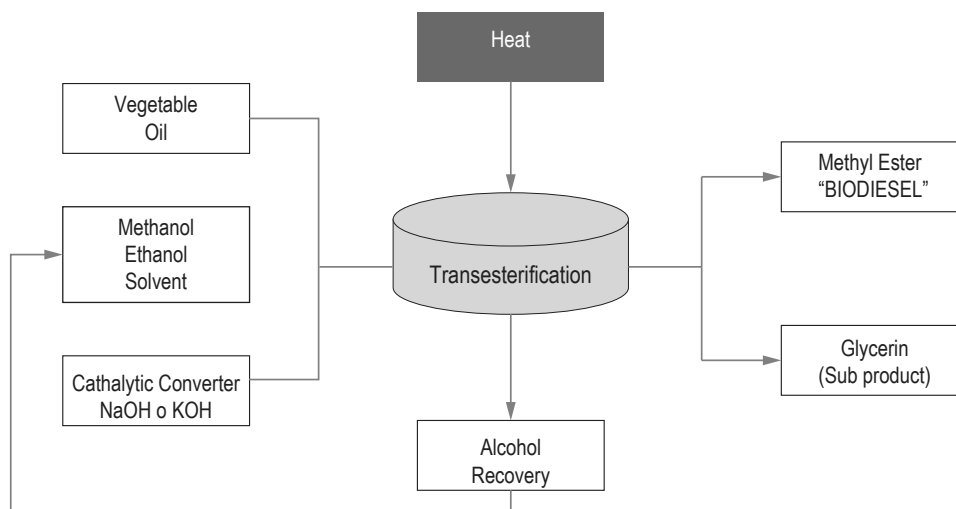 Heat
Vegetable
Oil
Methanol
Ethanol
Solvent
Cathalytic Converter
NaOH o KOH
Transesterification
Methyl Ester
“BIODIESEL”
Glycerin
(Sub product)
Alcohol
Recovery